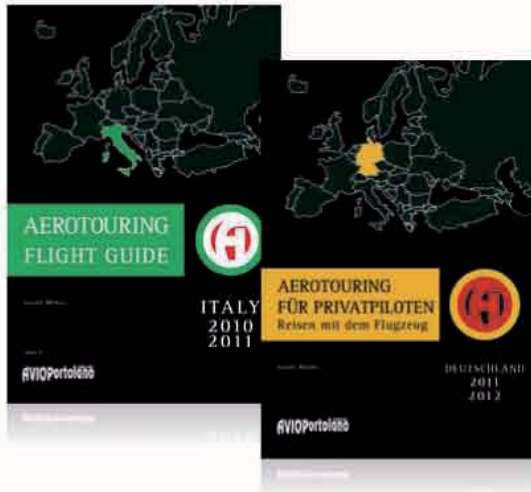 AEROTOURING
FLIGHT GUIDE
ITALY
2010
2011
AVIOPortolano
AEROTOURING
FÜR PRIVATPILOTEN
Reisen mit dem Flugzeug
DEUTSCHLAND
2011
2012
AVIOPortolano